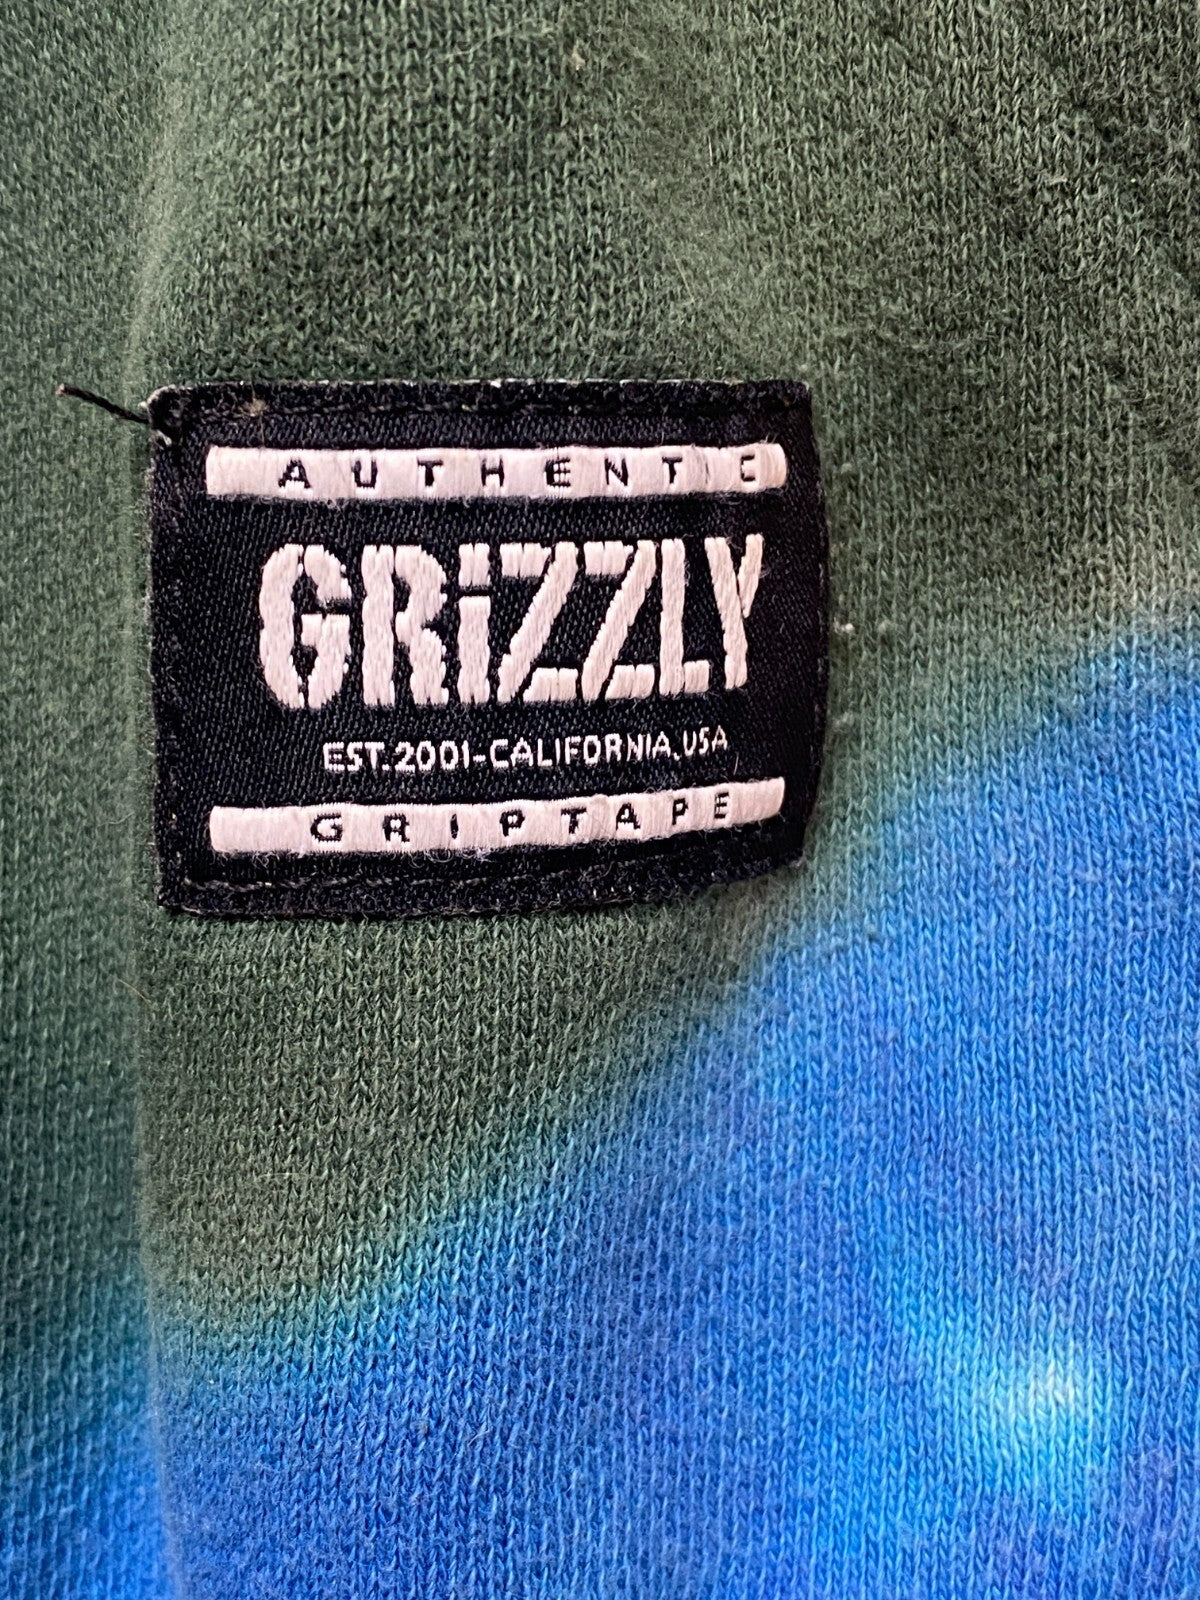 AUTHENTIC
GRiZZLY
EST.2001-CALIFORNIA,USA
GRIPTAPE